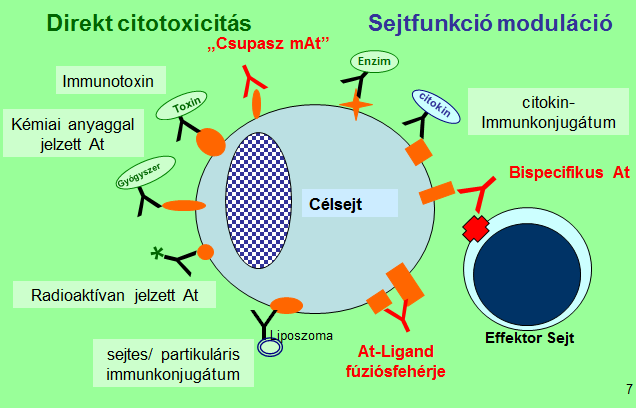 Direkt citotoxicitás
Sejtfunkció moduláció
„Csupasz mAt”
Enzim
Immunotoxin
Toxin
citokin
citokin-
Immunkonjugátum
Kémiai anyaggal
jelzett At
Gyógyszer
Bispecifikus At
Célsejt
Radioaktívan jelzett At
Liposzoma
Effektor Sejt
sejtes/ partikuláris
immunkonjugátum
At-Ligand
fúziósfehérje
7